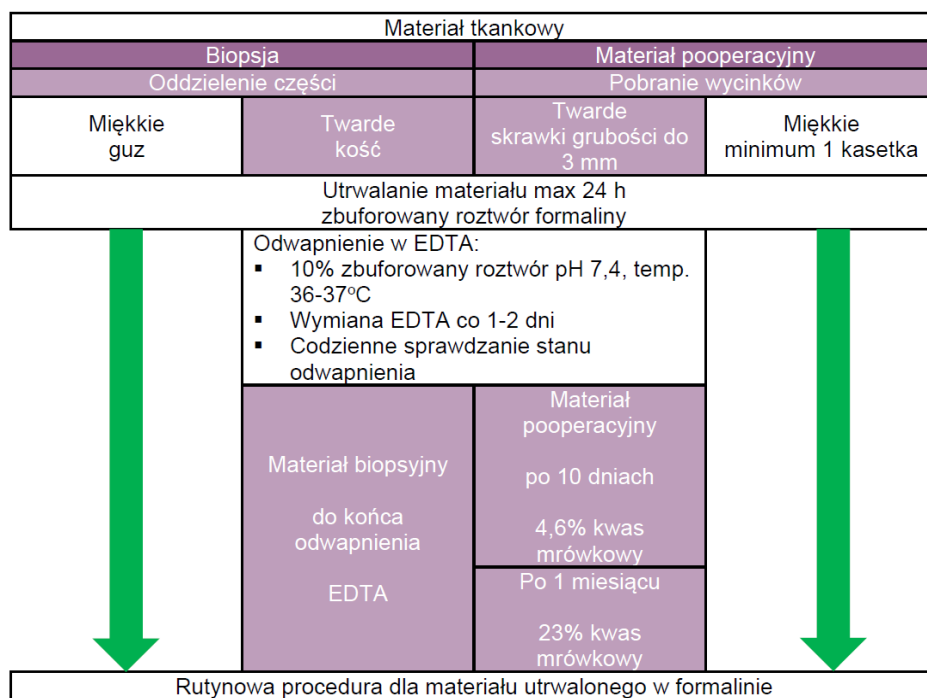 Materiał tkankowy
Biopsja
Materiał pooperacyjny
Oddzielenie części
Pobranie wycinków
Miękkie
guz
Twarde
kość
Twarde
skrawki grubości do
3 mm
Miękkie
minimum 1 kasetka
Utrwalanie materiału max 24 h
zbuforowany roztwór formaliny
Odwapnienie w EDTA:
▪ 10% zbuforowany roztwór pH 7,4, temp.
36-37ºC
▪ Wymiana EDTA co 1-2 dni
▪ Codzienne sprawdzanie stanu
odwapnienia
Materiał biopsyjny
do końca
odwapnienia
EDTA
Materiał
pooperacyjny
po 10 dniach
4,6% kwas
mrówkowy
Po 1 miesiącu
23% kwas
mrówkowy
Rutynowa procedura dla materiału utrwalonego w formalinie